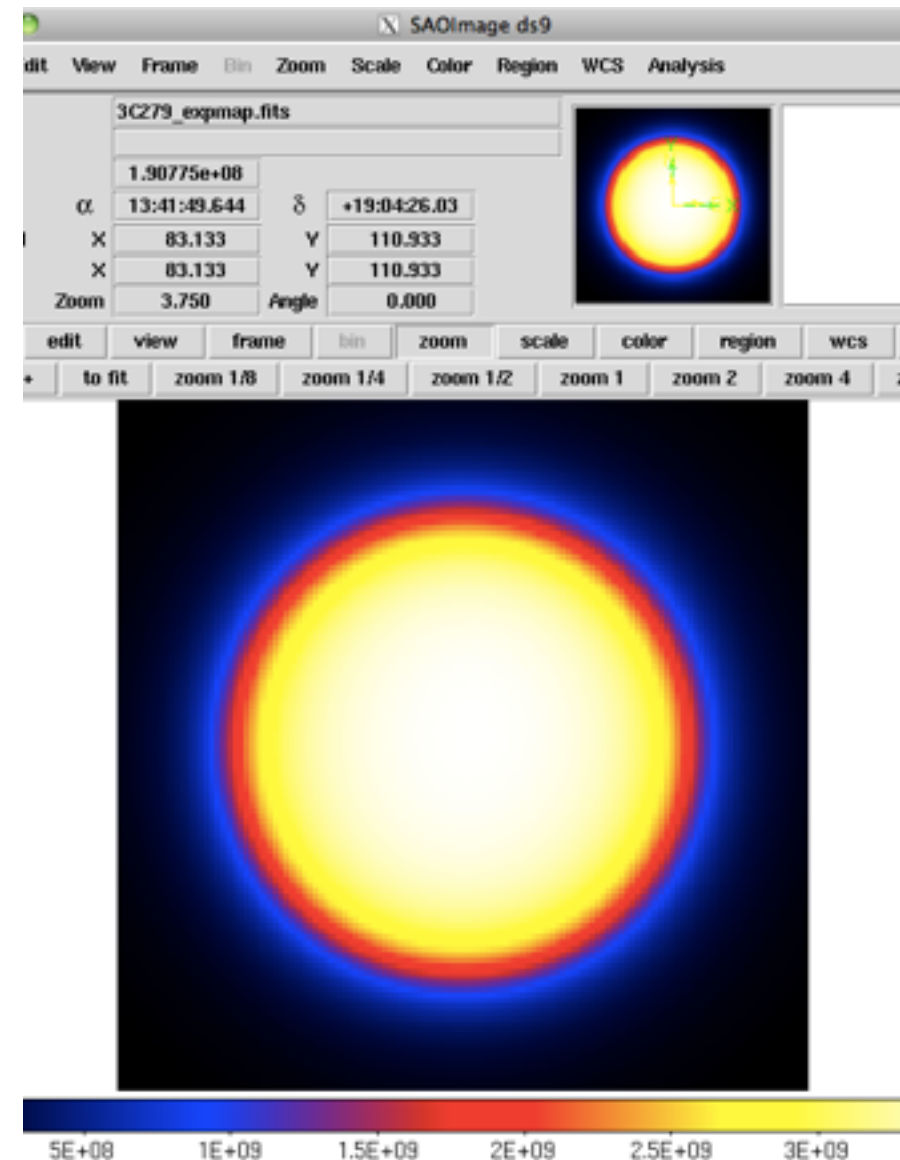 X SAOImage ds9
dit View Frame Bin Zoom Scale Color Region WCS Analysis
3C279_expmap.fits
1.90775e+08
α 13:41:49.644 δ +19:04:26.03
X 83.133 Y 110.933
X 83.133 Y 110.933
Zoom 3.750 Angle 0.000
edit view frame bin zoom scale color region wcs
to fit zoom 1/8 zoom 1/4 zoom 1/2 zoom 1 zoom 2 zoom 4
5E+08 1E+09 1.5E+09 2E+09 2.5E+09 3E+09